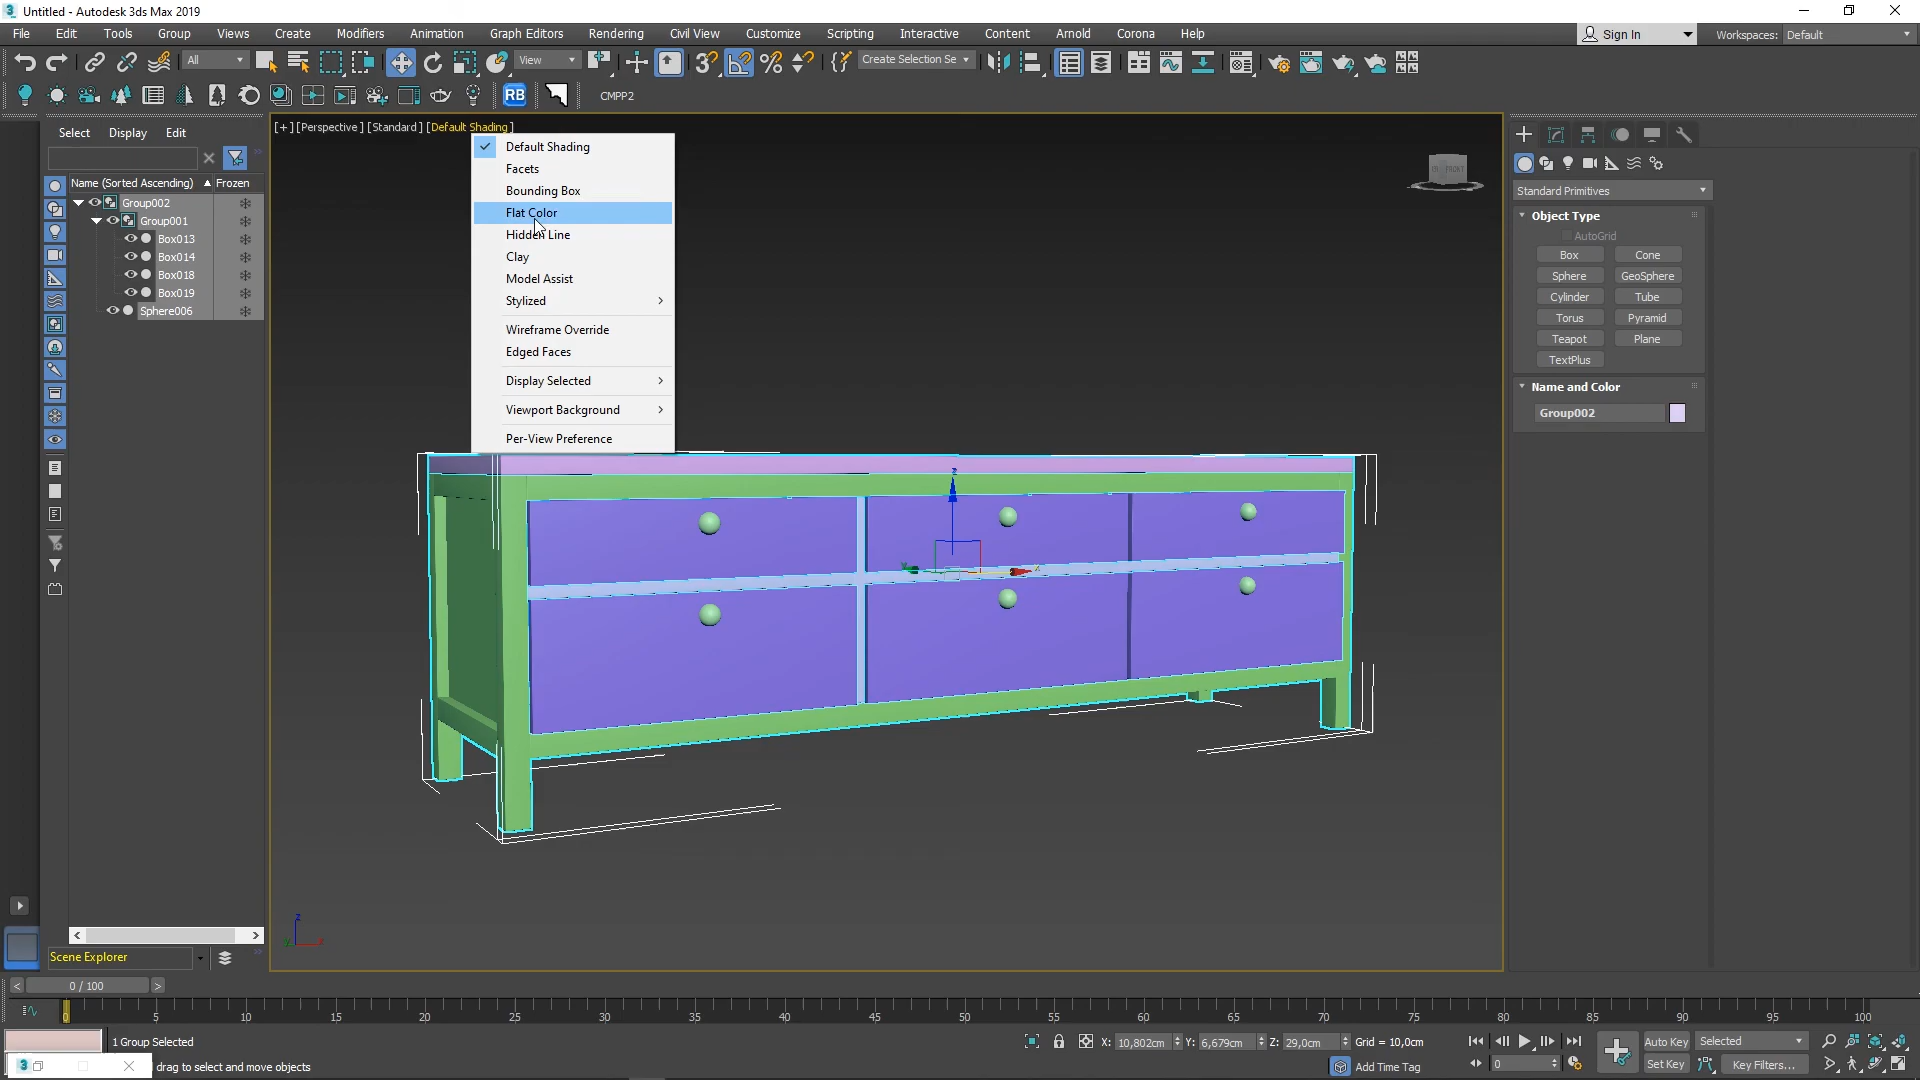 Untitled - Autodesk 3ds Max 2019
File Edit Tools Group Views Create Modifiers Animation Graph Editors Rendering Civil View Customize Scripting Interactive Content Arnold Corona Help
Sign In Workspaces: Default
All View Create Selection Se
RB CMPP2
Select Display Edit
[+] [Perspective] [Standard] [Default Shading]
Name (Sorted Ascending) Frozen
Group002
Group001
Box013
Box014
Box018
Box019
Sphere006
Default Shading
Facets
Bounding Box
Flat Color
Hidden Line
Clay
Model Assist
Stylized
Wireframe Override
Edged Faces
Display Selected
Viewport Background
Per-View Preference
FRONT
z
x
Standard Primitives
Object Type
AutoGrid
Box Cone
Sphere GeoSphere
Cylinder Tube
Torus Pyramid
Teapot Plane
TextPlus
Name and Color
Group002
Scene Explorer
0 / 100
0 5 10 15 20 25 30 35 40 45 50 55 60 65 70 75 80 85 90 95 100
1 Group Selected
drag to select and move objects
X: 10,802cm Y: 6,679cm Z: 29,0cm Grid = 10,0cm
Add Time Tag
0
Auto Key Selected
Set Key Key Filters...